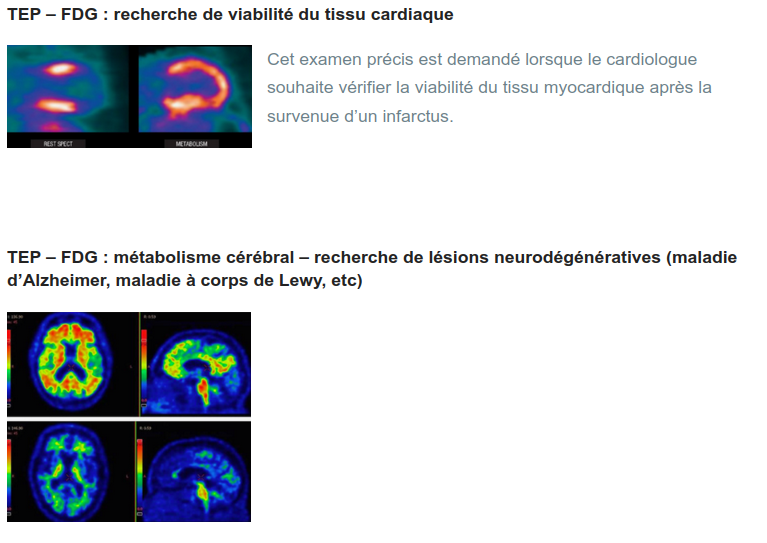 TEP – FDG : recherche de viabilité du tissu cardiaque
Cet examen précis est demandé lorsque le cardiologue
souhaite vérifier la viabilité du tissu myocardique après la
survenue d’un infarctus.
REST SPECT
METABOLISM
TEP – FDG : métabolisme cérébral – recherche de lésions neurodégénératives (maladie
d’Alzheimer, maladie à corps de Lewy, etc)